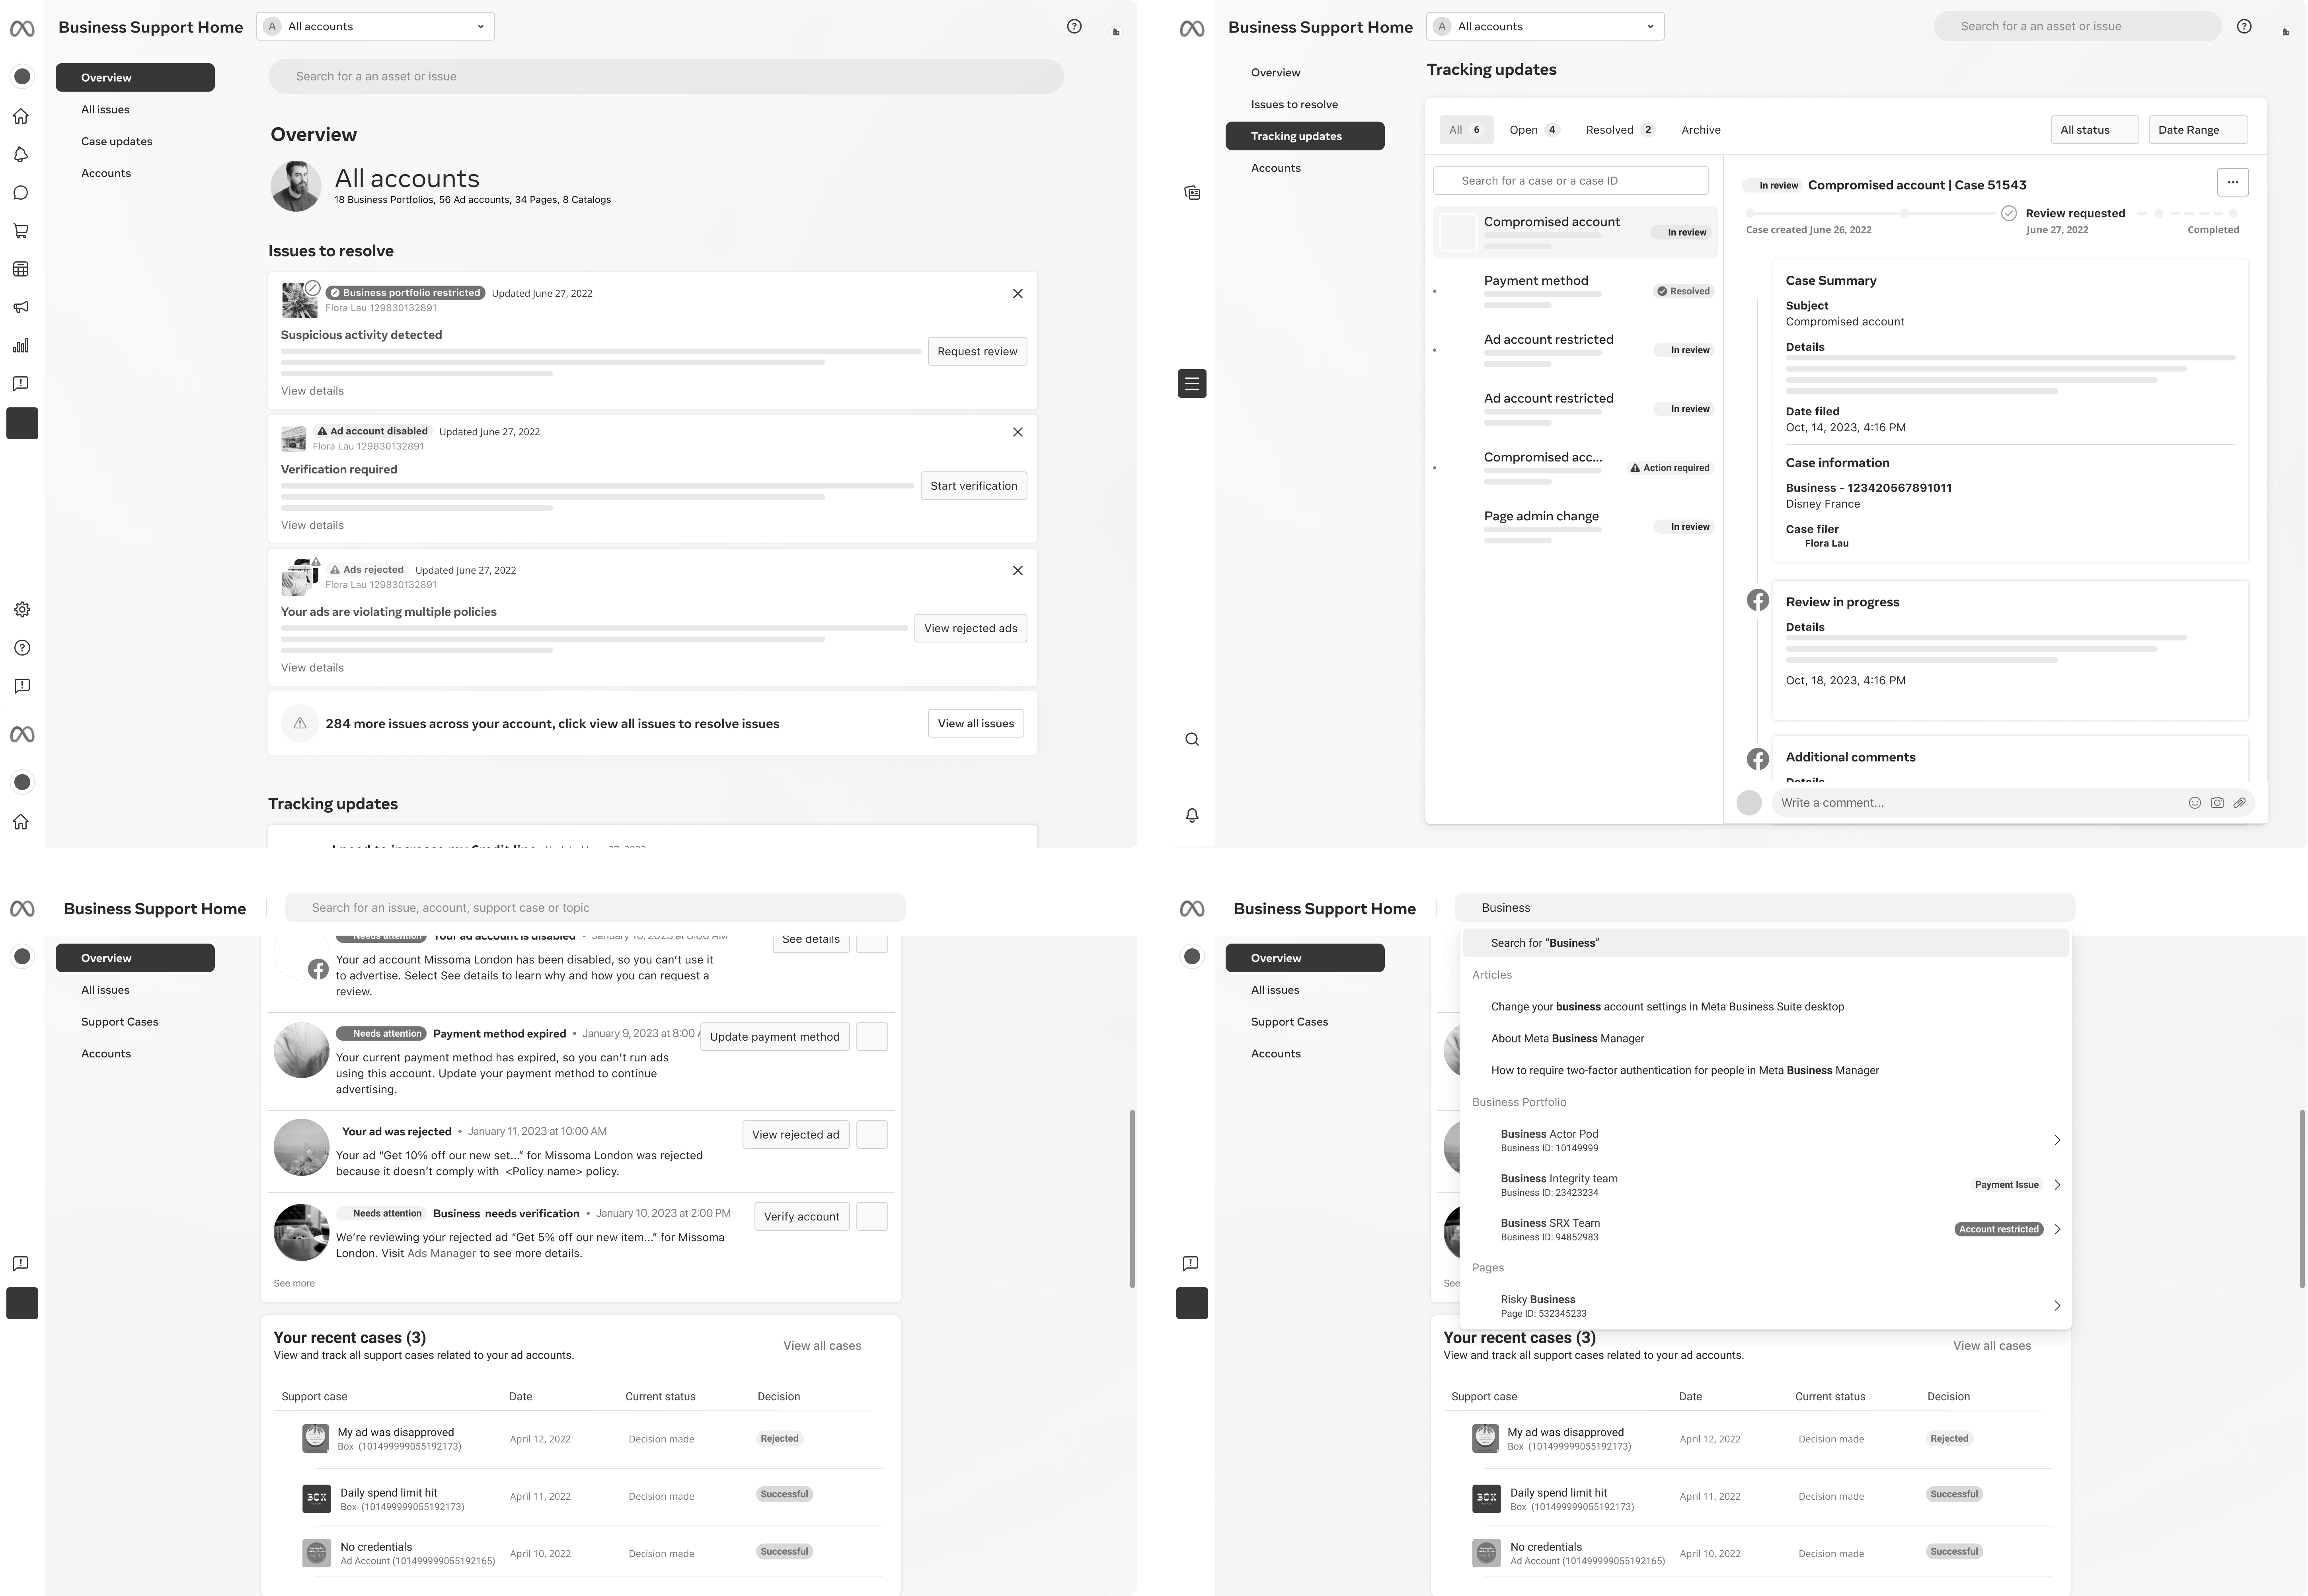 Business Support Home
A All accounts
Overview
All issues
Case updates
Accounts
Search for a an asset or issue
Overview
All accounts
18 Business Portfolios, 56 Ad accounts, 34 Pages, 8 Catalogs
Issues to resolve
Business portfolio restricted Updated June 27, 2022
Flora Lau 129830132891
Suspicious activity detected
Request review
View details
Ad account disabled Updated June 27, 2022
Flora Lau 129830132891
Verification required
Start verification
View details
Ads rejected Updated June 27, 2022
Flora Lau 129830132891
Your ads are violating multiple policies
View rejected ads
View details
284 more issues across your account, click view all issues to resolve issues
View all issues
Tracking updates
I need to increase my Credit line Updated June 27, 2022
Business Support Home
A All accounts
Search for a an asset or issue
Overview
Issues to resolve
Tracking updates
Accounts
Tracking updates
All 6 Open 4 Resolved 2 Archive
All status Date Range
Search for a case or a case ID
Compromised account
In review
Payment method
Resolved
Ad account restricted
In review
Ad account restricted
In review
Compromised acc...
Action required
Page admin change
In review
In review Compromised account | Case 51543
...
Review requested
Case created June 26, 2022 June 27, 2022 Completed
Case Summary
Subject
Compromised account
Details
Date filed
Oct, 14, 2023, 4:16 PM
Case information
Business - 123420567891011
Disney France
Case filer
Flora Lau
Review in progress
Details
Oct, 18, 2023, 4:16 PM
Additional comments
Details
Write a comment...
Business Support Home
Search for an issue, account, support case or topic
Overview
All issues
Support Cases
Accounts
Needs attention Your ad account is disabled • January 10, 2023 at 8:00 AM
See details
Your ad account Missoma London has been disabled, so you can't use it
to advertise. Select See details to learn why and how you can request a
review.
Needs attention Payment method expired • January 9, 2023 at 8:00
Update payment method
Your current payment method has expired, so you can't run ads
using this account. Update your payment method to continue
advertising.
Your ad was rejected • January 11, 2023 at 10:00 AM
View rejected ad
Your ad “Get 10% off our new set...” for Missoma London was rejected
because it doesn't comply with <Policy name> policy.
Needs attention Business needs verification • January 10, 2023 at 2:00 PM
Verify account
We're reviewing your rejected ad “Get 5% off our new item...” for Missoma
London. Visit Ads Manager to see more details.
See more
Your recent cases (3)
View and track all support cases related to your ad accounts.
View all cases
Support case Date Current status Decision
My ad was disapproved
Box (101499999055192173)
April 12, 2022 Decision made Rejected
BOX
Daily spend limit hit
Box (101499999055192173)
April 11, 2022 Decision made Successful
No credentials
Ad Account (101499999055192165)
April 10, 2022 Decision made Successful
Business Support Home
Business
Overview
All issues
Support Cases
Accounts
Search for “Business”
Articles
Change your business account settings in Meta Business Suite desktop
About Meta Business Manager
How to require two-factor authentication for people in Meta Business Manager
Business Portfolio
Business Actor Pod
Business ID: 10149999
Business Integrity team
Business ID: 23423234
Payment Issue
Business SRX Team
Business ID: 94852983
Account restricted
Pages
Risky Business
Page ID: 532345233
See
Your recent cases (3)
View and track all support cases related to your ad accounts.
View all cases
Support case Date Current status Decision
My ad was disapproved
Box (101499999055192173)
April 12, 2022 Decision made Rejected
BOX
Daily spend limit hit
Box (101499999055192173)
April 11, 2022 Decision made Successful
No credentials
Ad Account (101499999055192165)
April 10, 2022 Decision made Successful